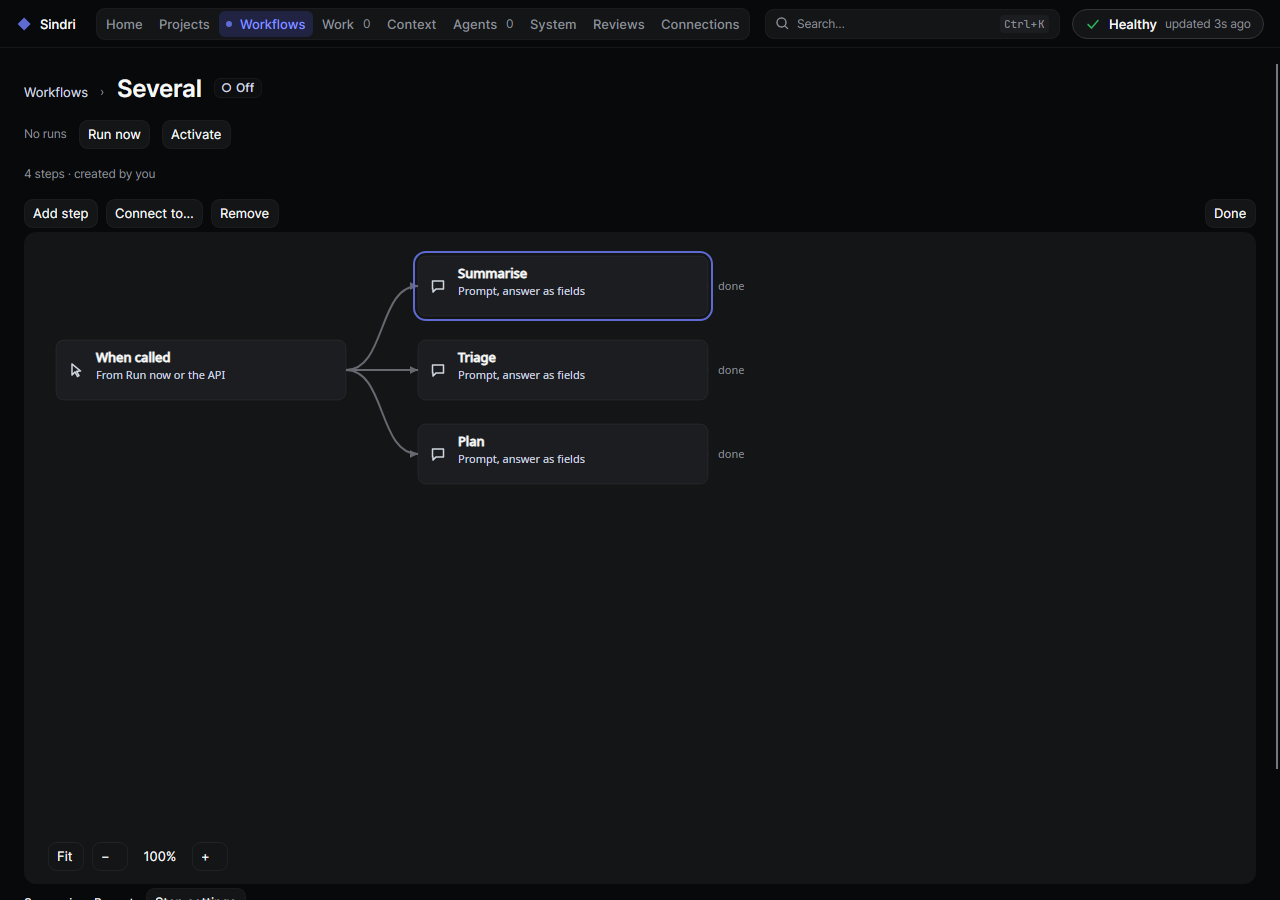 Sindri Home Projects Workflows Work 0 Context Agents 0 System Reviews Connections Search... Ctrl+K Healthy updated 3s ago
Workflows › Several Off
No runs Run now Activate
4 steps · created by you
Add step Connect to... Remove Done
Summarise
Prompt, answer as fields
done
When called
From Run now or the API
Triage
Prompt, answer as fields
done
Plan
Prompt, answer as fields
done
Fit − 100% +